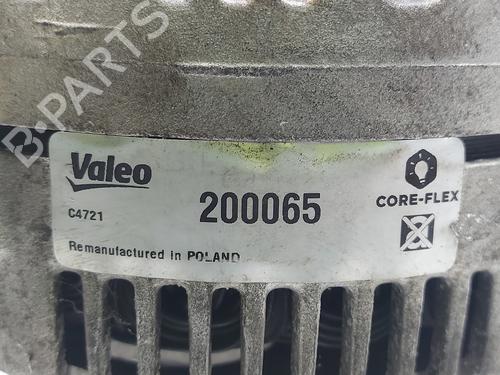 B-PARTS
Valeo
200065
CORE-FLEX
C4721
Remanufactured in POLAND